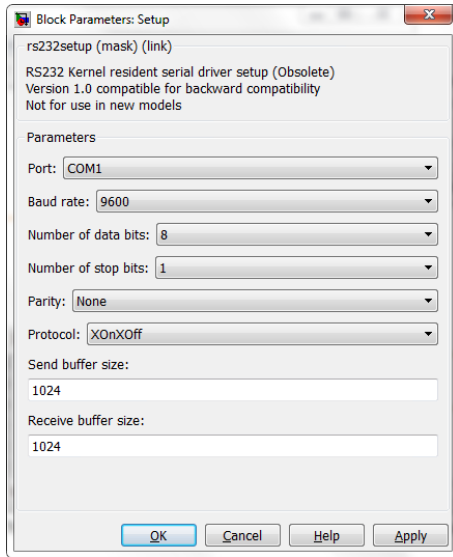 Block Parameters: Setup
rs232setup (mask) (link)
RS232 Kernel resident serial driver setup (Obsolete)
Version 1.0 compatible for backward compatibility
Not for use in new models
Parameters
Port: COM1
Baud rate: 9600
Number of data bits: 8
Number of stop bits: 1
Parity: None
Protocol: XOnXOff
Send buffer size:
1024
Receive buffer size:
1024
OK Cancel Help Apply